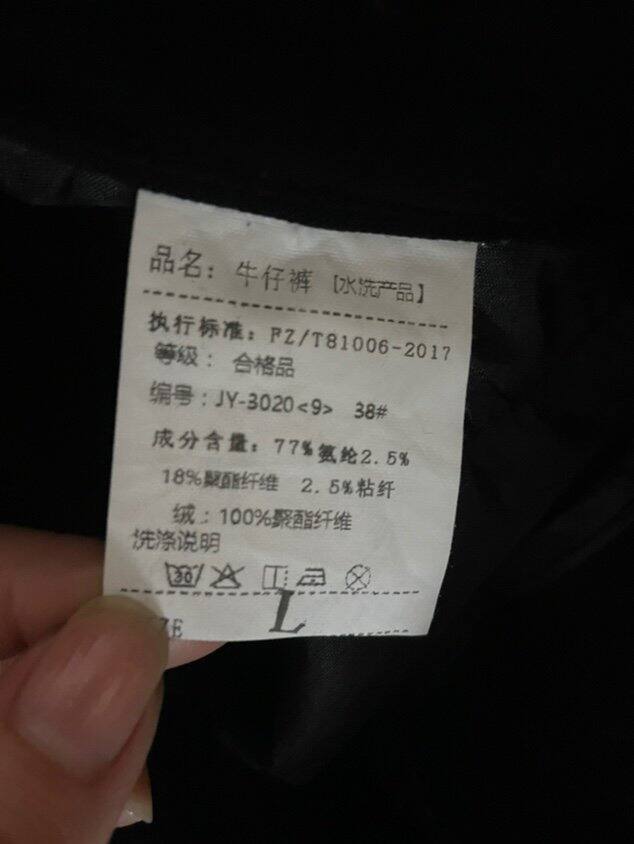 品名：牛仔裤【水洗产品】
执行标准：FZ/T81006-2017
等级：合格品
编号：JY-3020<9> 38#
成分含量：77%氨纶2.5%
18%聚酯纤维 2.5%粘纤
绒：100%聚酯纤维
洗涤说明
30
ZE L